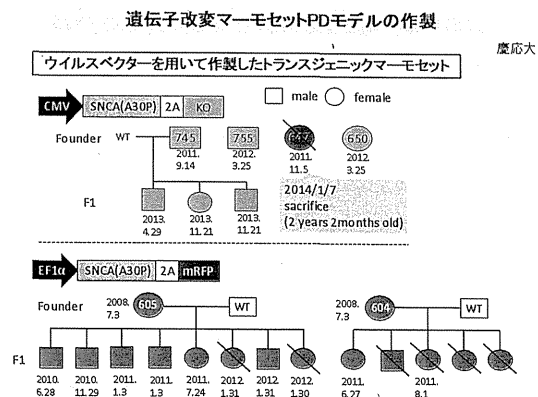 遺伝子改変マーモセットPDモデルの作製
慶応大
ウイルスベクターを用いて作製したトランスジェニックマーモセット
CMV SNCA(A30P) 2A KO
male female
Founder WT 745 755 650
2011. 2012. 2011. 2012.
9.14 3.25 11.5 3.25
2014/1/7
sacrifice
(2 years 2months old)
F1
2013. 2013. 2013.
4.29 11.21 11.21
EF1α SNCA(A30P) 2A mRFP
Founder 2008. 7.3 605 WT 2008. 7.3 604 WT
F1
2010. 2010. 2011. 2011. 2011. 2012. 2012. 2012. 2011. 2011.
6.28 11.29 1.3 1.3 7.24 1.31 1.31 1.30 6.27 8.1